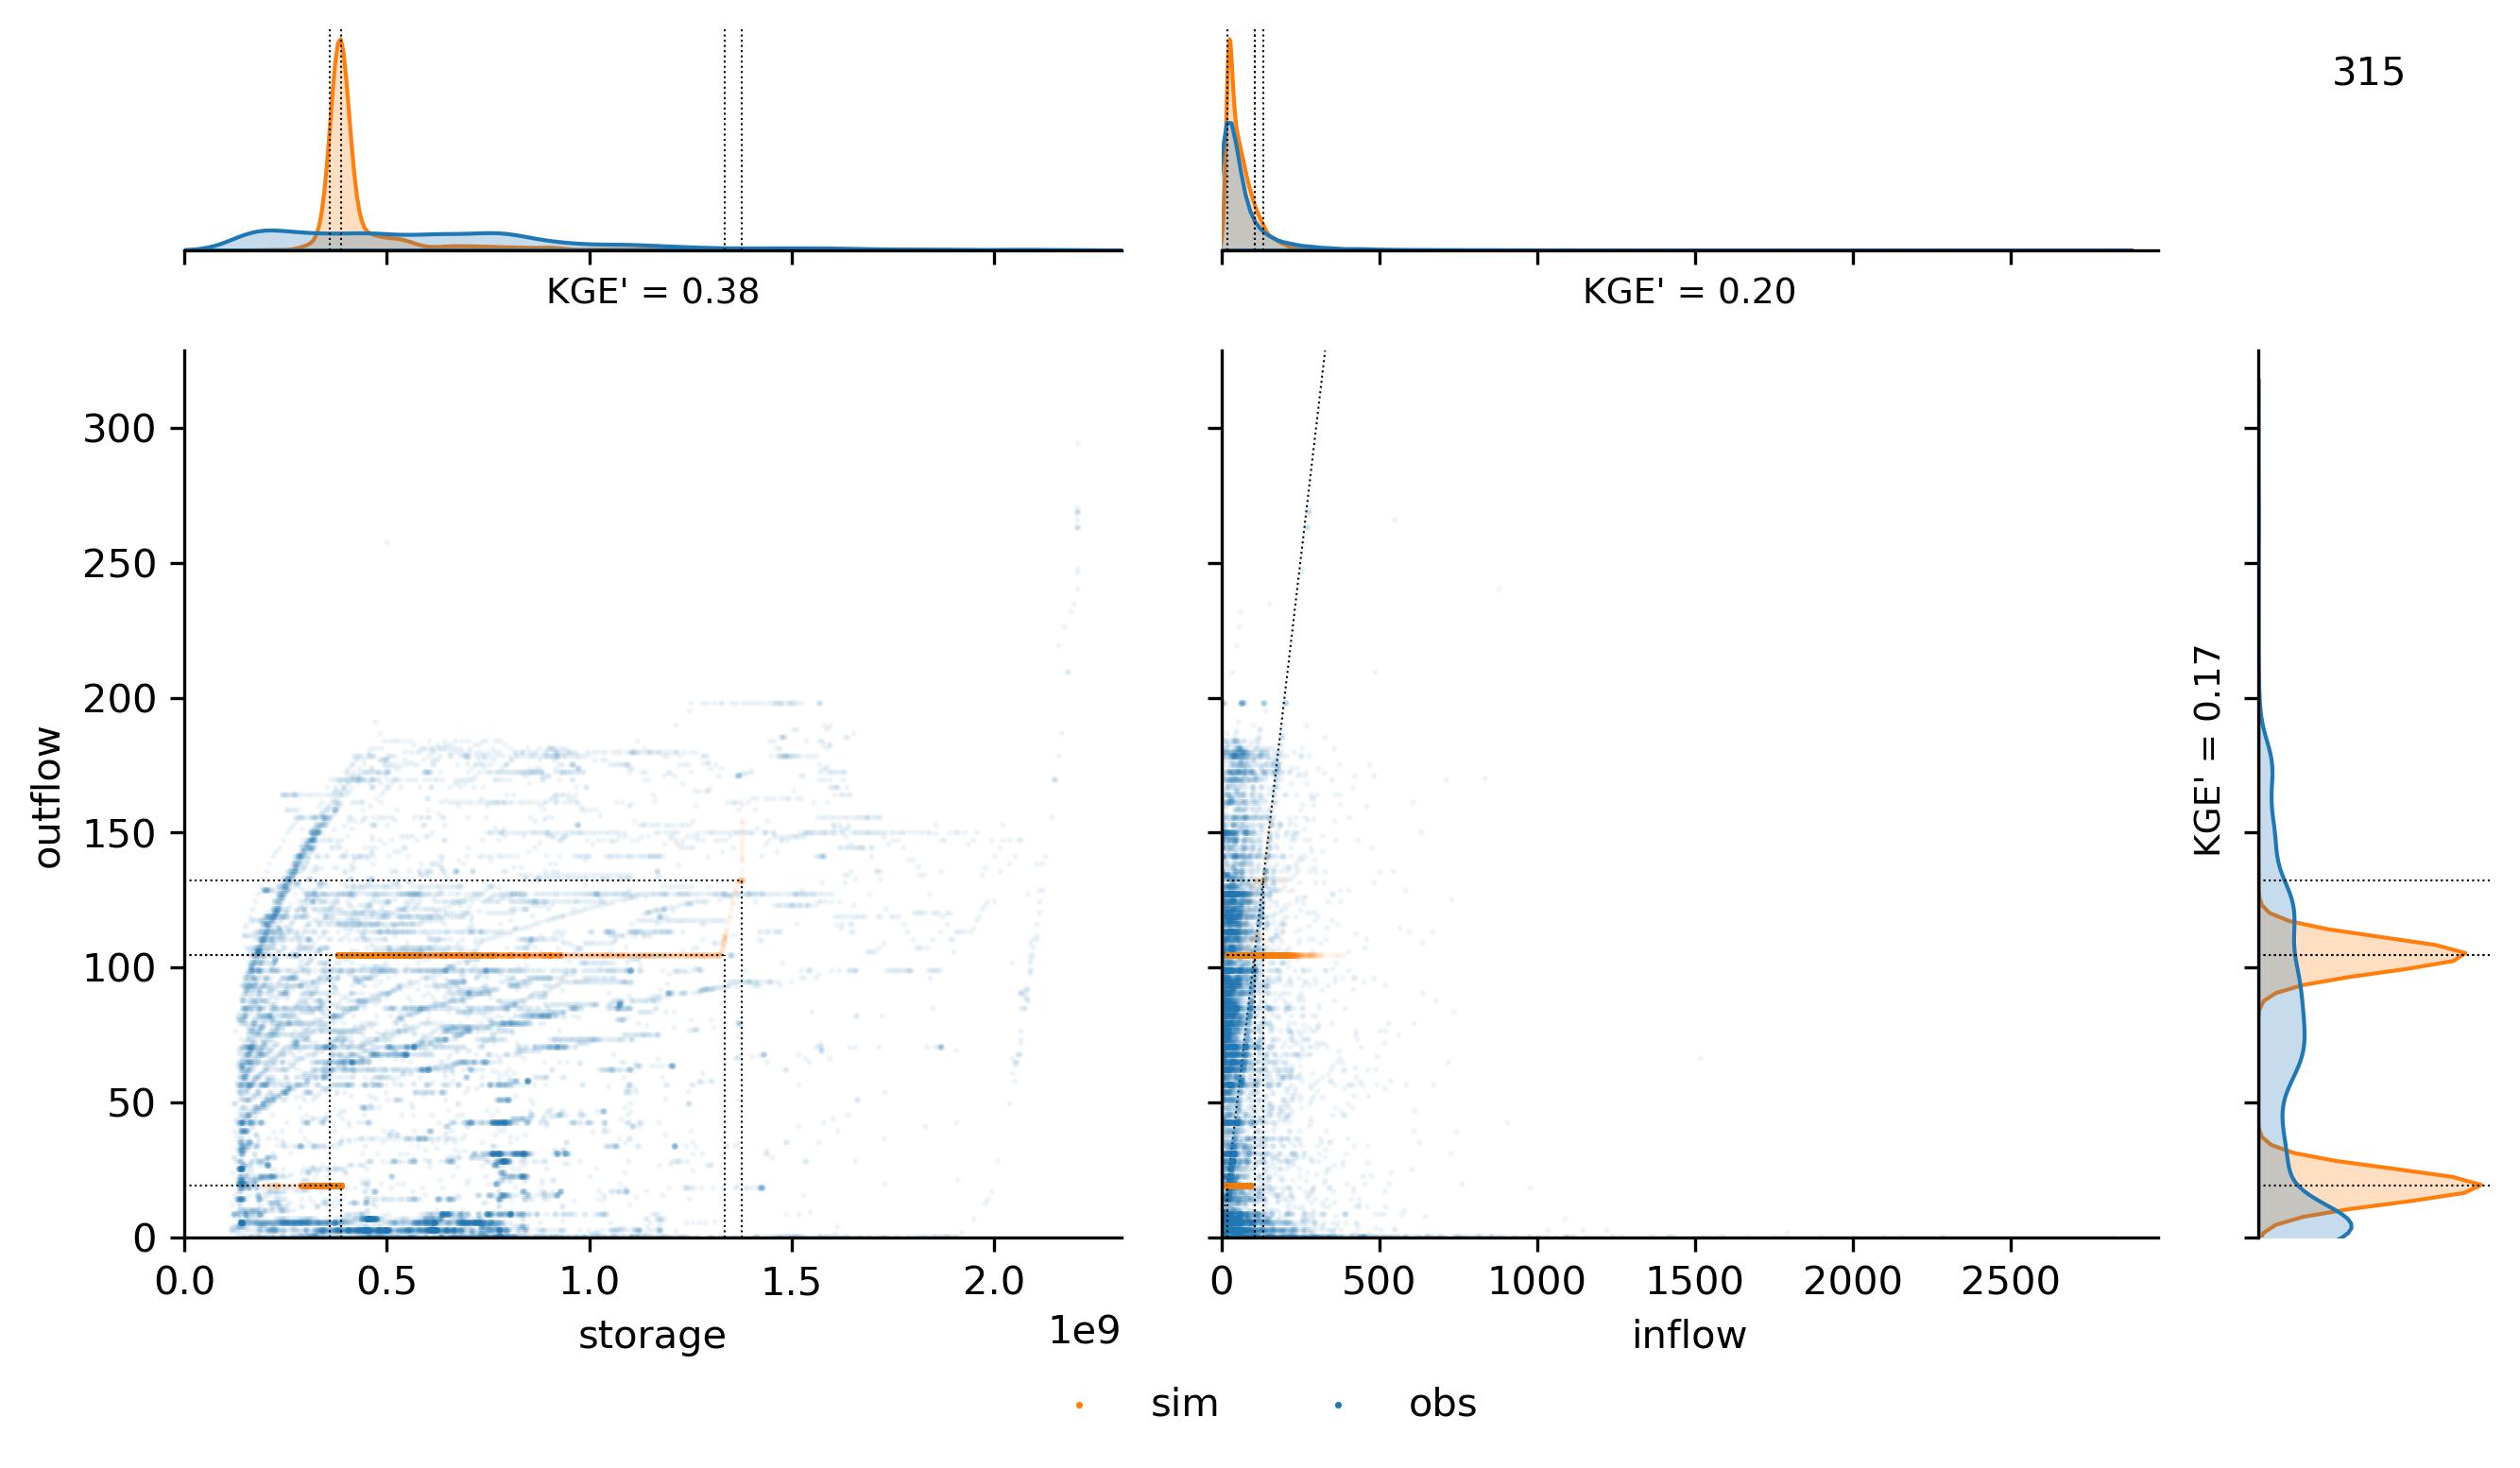 315
KGE' = 0.38
KGE' = 0.20
300
250
200
150
100
50
0
outflow
KGE' = 0.17
0.0 0.5 1.0 1.5 2.0
0 500 1000 1500 2000 2500
storage
1e9
inflow
sim obs